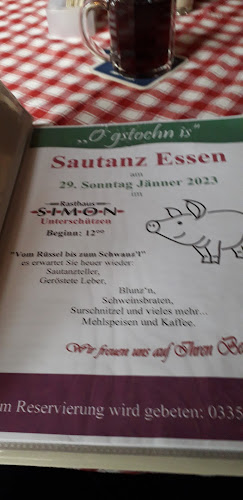 „O´gstochn is"
Sautanz Essen
am
29. Sonntag Jänner 2023
im
Rasthaus
S-I-M-O-N
Unterschützen
Beginn: 12⁰⁰
"Vom Rüssel bis zum Schwanz'l"
es erwartet Sie heuer wieder:
Sautanzteller,
Geröstete Leber,
Blunz'n,
Schweinsbraten,
Surschnitzel und vieles mehr...
Mehlspeisen und Kaffee.
Wir freuen uns auf Ihren
m Reservierung wird gebeten: 0335